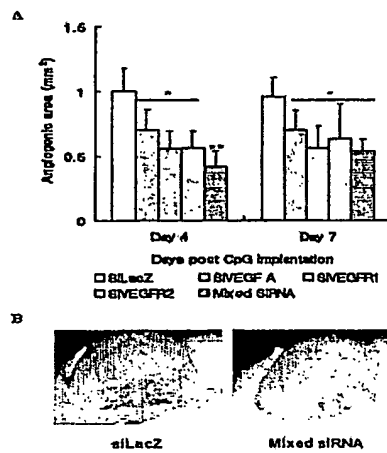 A
1.6
1
0.5
0
Angiogenic area (mm²)
* *
**
Day 4 Day 7
Days post CpG Implantation
SiLacZ SiVEGF A SiVEGFR1
SiVEGFR2 Mixed SiRNA
B
siLacZ Mixed siRNA